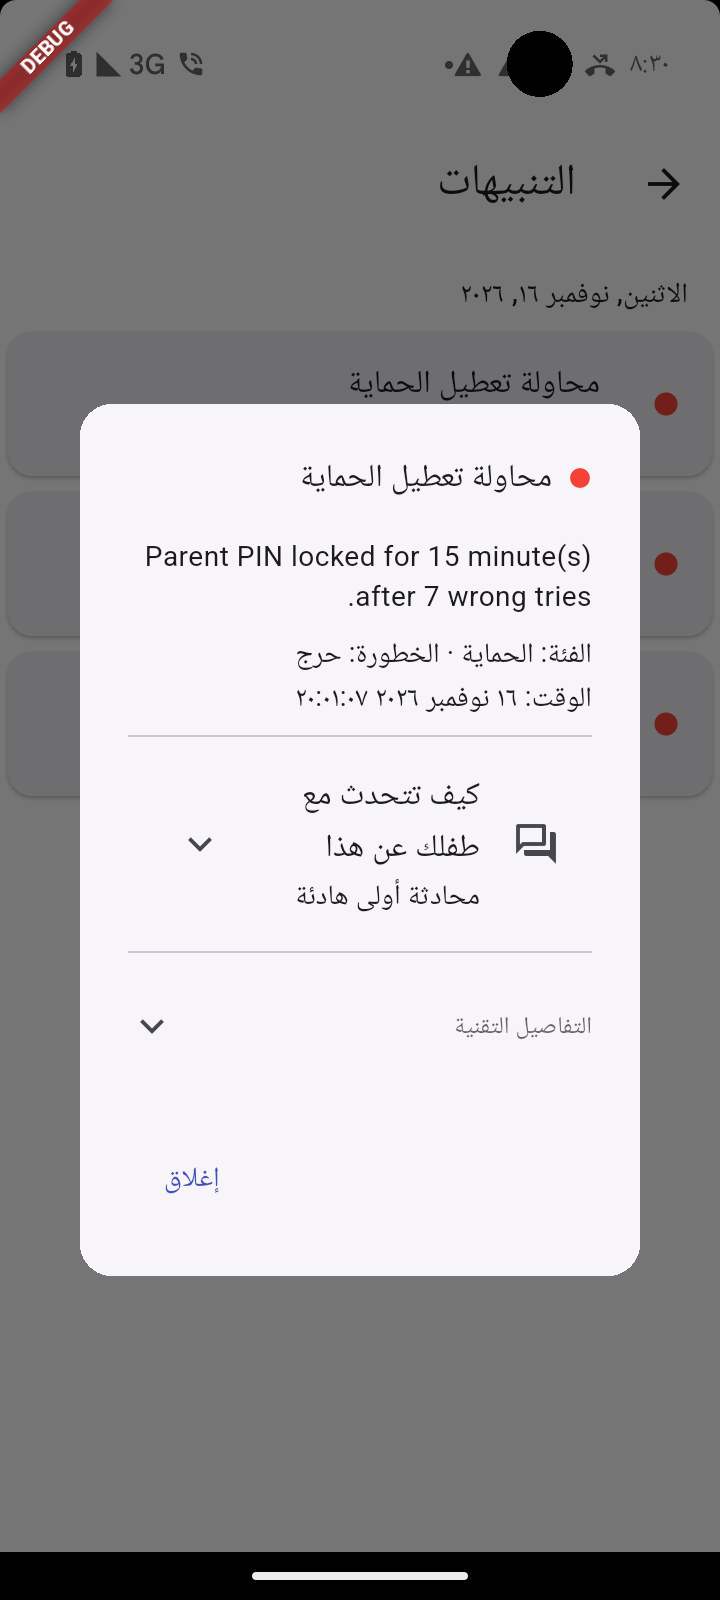 DEBUG
3G
٨:٣٠
التنبيهات
الاثنين, نوفمبر ١٦, ٢٠٢٦
محاولة تعطيل الحماية
محاولة تعطيل الحماية
Parent PIN locked for 15 minute(s)
after 7 wrong tries.
الفئة: الحماية · الخطورة: حرج
الوقت: ١٦ نوفمبر ٢٠٢٦ ٢٠:٠١:٠٧
كيف تتحدث مع
طفلك عن هذا
محادثة أولى هادئة
التفاصيل التقنية
إغلاق